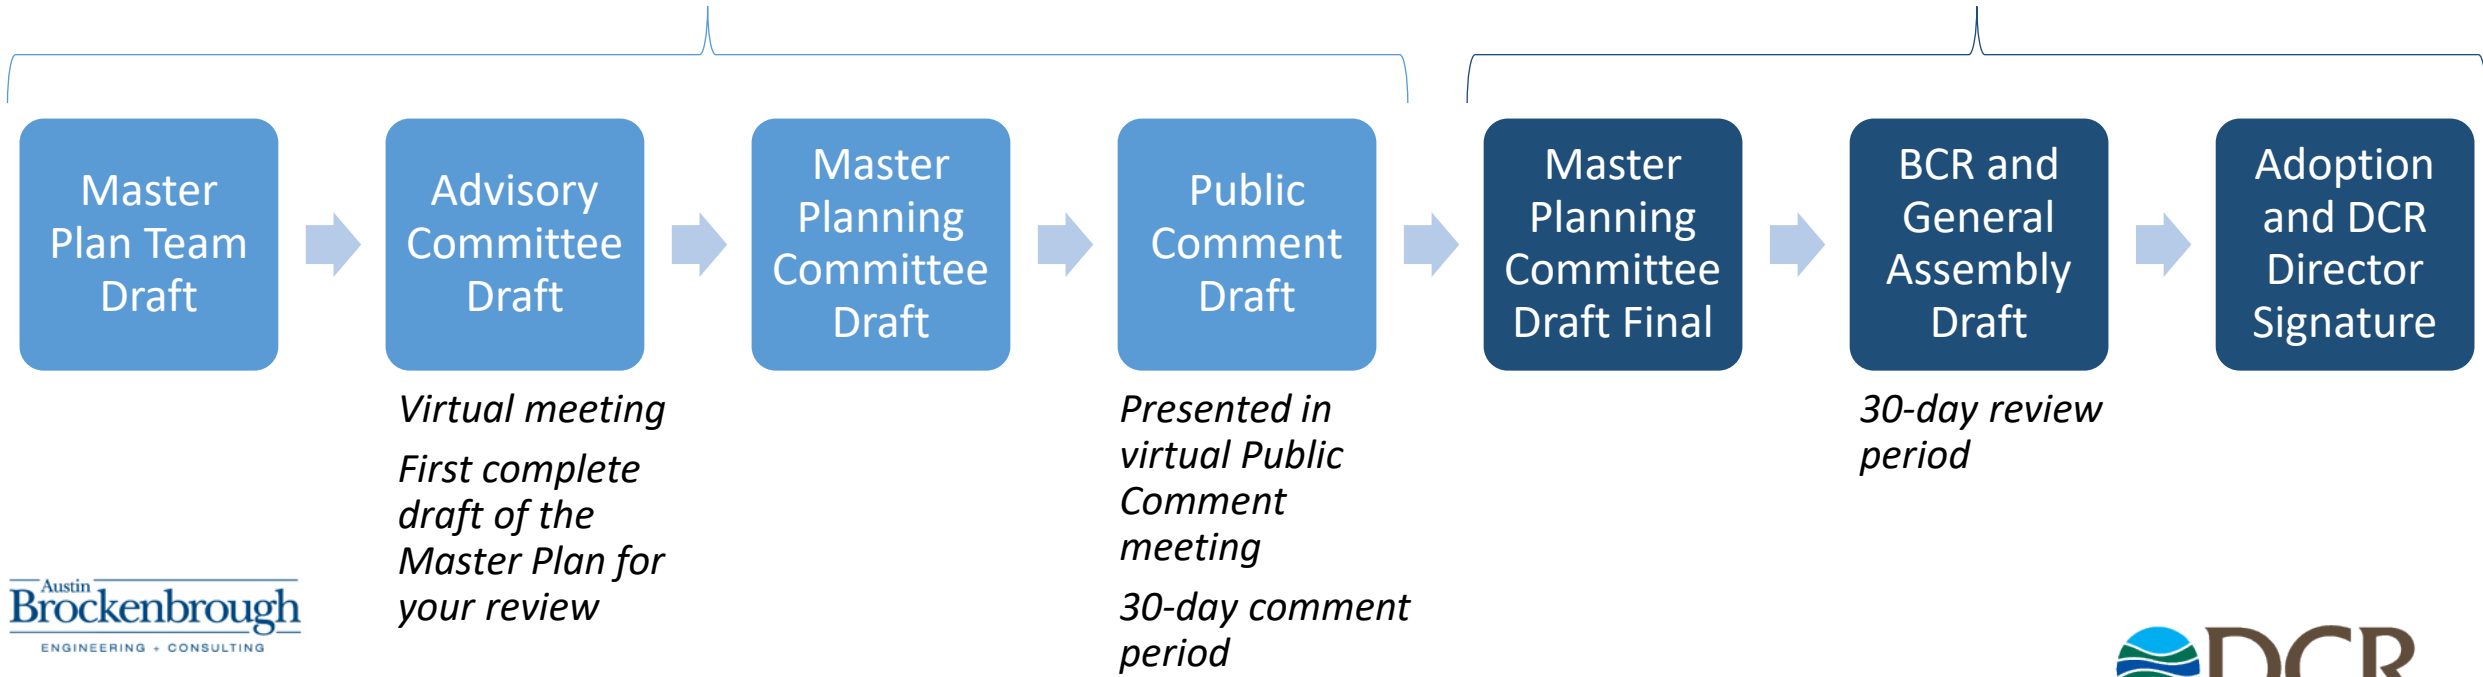 Master
Plan Team
Draft
Advisory
Committee
Draft
Master
Planning
Committee
Draft
Public
Comment
Draft
Master
Planning
Committee
Draft Final
BCR and
General
Assembly
Draft
Adoption
and DCR
Director
Signature
Virtual meeting
First complete
draft of the
Master Plan for
your review
Presented in
virtual Public
Comment
meeting
30-day comment
period
30-day review
period
Austin
Brockenbrough
ENGINEERING + CONSULTING
DCR